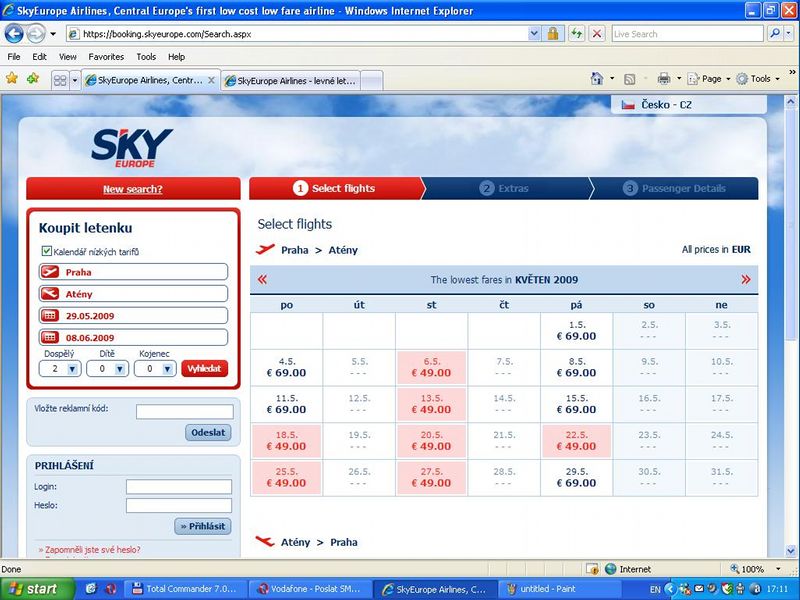 SkyEurope Airlines, Central Europe's first low cost low fare airline - Windows Internet Explorer
https://booking.skyeurope.com/Search.aspx
Live Search
File Edit View Favorites Tools Help
SkyEurope Airlines, Centr...
SkyEurope Airlines - levné let...
Page Tools
Česko - CZ
SKY
EUROPE
New search?
1 Select flights
2 Extras
3 Passenger Details
Koupit letenku
Kalendář nízkých tarifů
Praha
Atény
29.05.2009
08.06.2009
Dospělý Dítě Kojenec
2 0 0 Vyhledat
Vložte reklamní kód:
Odeslat
PRIHLÁŠENÍ
Login:
Heslo:
» Přihlásit
» Zapomněli jste své heslo?
Select flights
Praha > Atény
All prices in EUR
« The lowest fares in KVĚTEN 2009 »
po út st čt pá so ne
1.5. 2.5. 3.5.
€ 69.00 - - - - - -
4.5. 5.5. 6.5. 7.5. 8.5. 9.5. 10.5.
€ 69.00 - - - € 49.00 - - - € 69.00 - - - - - -
11.5. 12.5. 13.5. 14.5. 15.5. 16.5. 17.5.
€ 69.00 - - - € 49.00 - - - € 69.00 - - - - - -
18.5. 19.5. 20.5. 21.5. 22.5. 23.5. 24.5.
€ 49.00 - - - € 49.00 - - - € 49.00 - - - - - -
25.5. 26.5. 27.5. 28.5. 29.5. 30.5. 31.5.
€ 49.00 - - - € 49.00 - - - € 69.00 - - - - - -
Atény > Praha
Done
Internet
100%
start
Total Commander 7.0...
Vodafone - Poslat SM...
SkyEurope Airlines, C...
untitled - Paint
EN
17:11